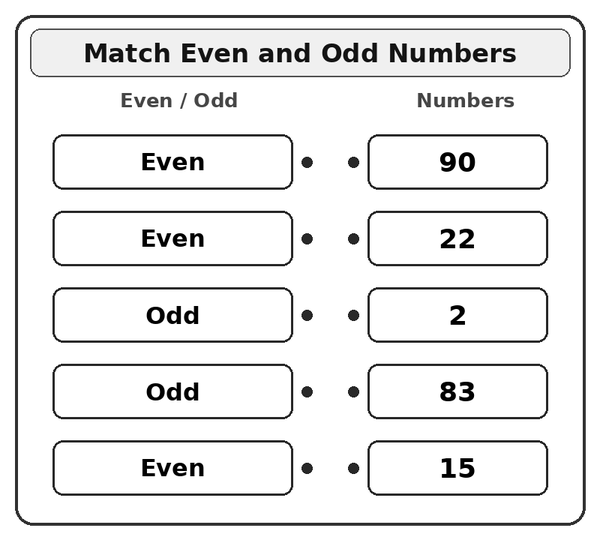 Match Even and Odd Numbers
Even / Odd Numbers
Even 90
Even 22
Odd 2
Odd 83
Even 15